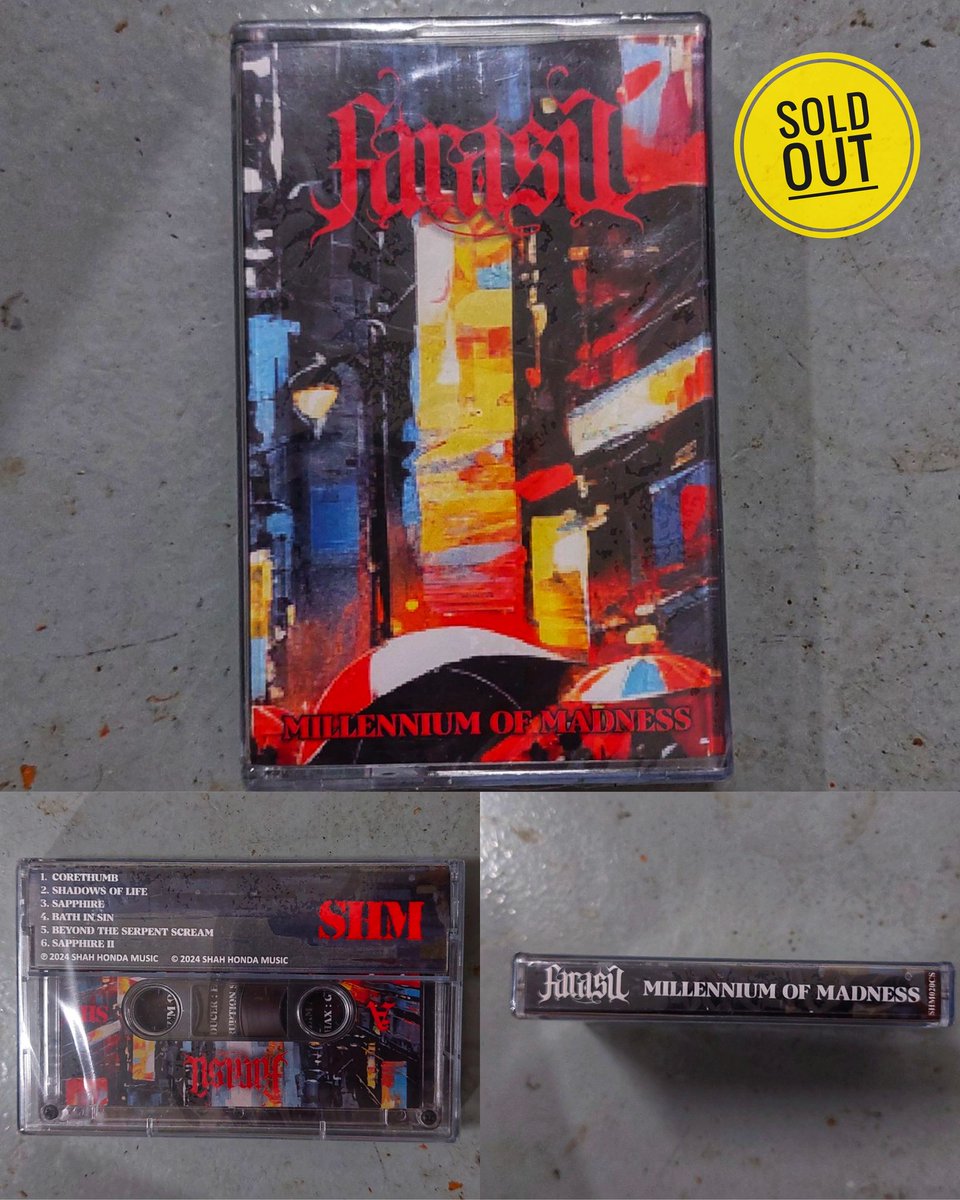 Farasu
SOLD
OUT
MILLENNIUM OF MADNESS
1. CORETHUMB
2. SHADOWS OF LIFE
3. SAPPHIRE
4. BATH IN SIN
5. BEYOND THE SERPENT SCREAM
6. SAPPHIRE II
℗ 2024 SHAH HONDA MUSIC © 2024 SHAH HONDA MUSIC
SHM
Farasu
Farasu
MILLENNIUM OF MADNESS
SHM020CS